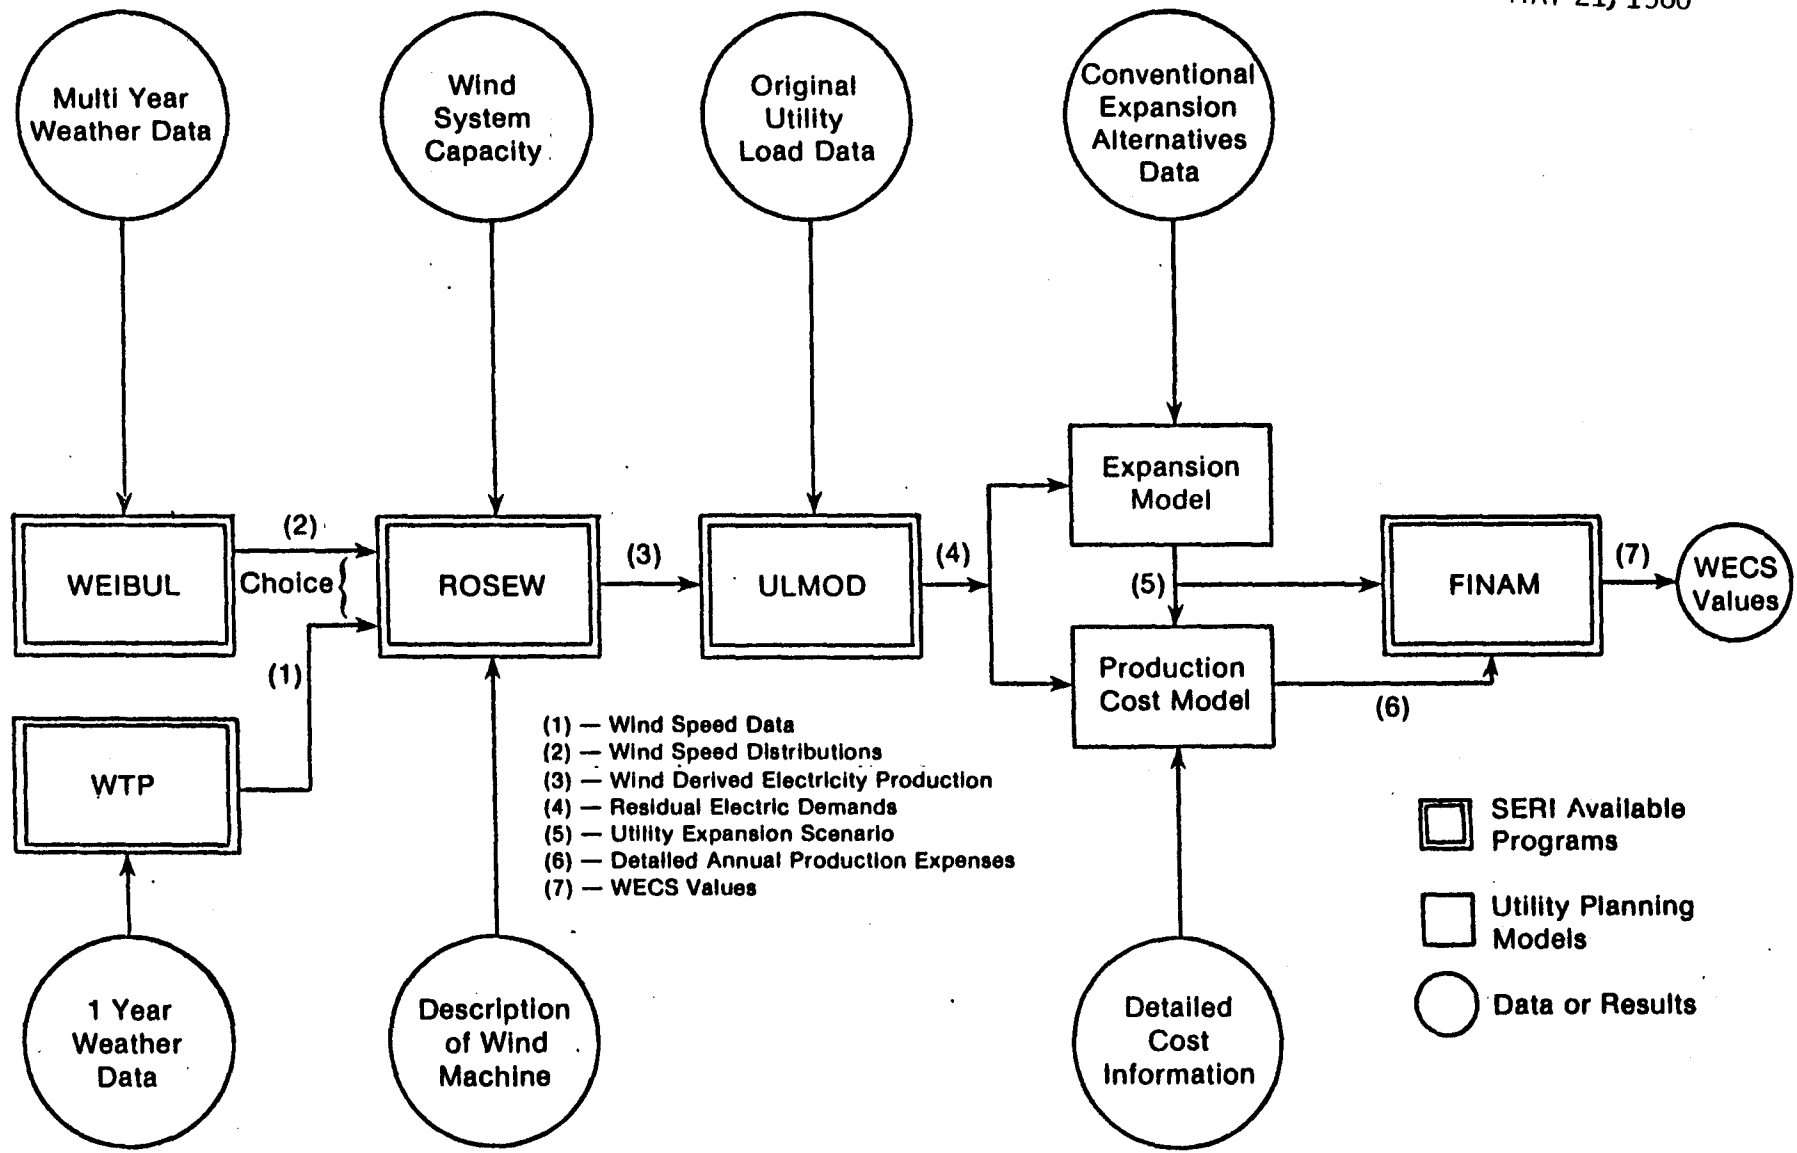 MAY 21, 1980
Multi Year
Weather Data
Wind
System
Capacity
Original
Utility
Load Data
Conventional
Expansion
Alternatives
Data
WEIBUL
(2)
Choice
(1)
WTP
1 Year
Weather
Data
ROSEW
(3)
Description
of Wind
Machine
ULMOD
(4)
Expansion
Model
(5)
Production
Cost Model
(6)
Detailed
Cost
Information
FINAM
(7)
WECS
Values
(1) — Wind Speed Data
(2) — Wind Speed Distributions
(3) — Wind Derived Electricity Production
(4) — Residual Electric Demands
(5) — Utility Expansion Scenario
(6) — Detailed Annual Production Expenses
(7) — WECS Values
SERI Available
Programs
Utility Planning
Models
Data or Results